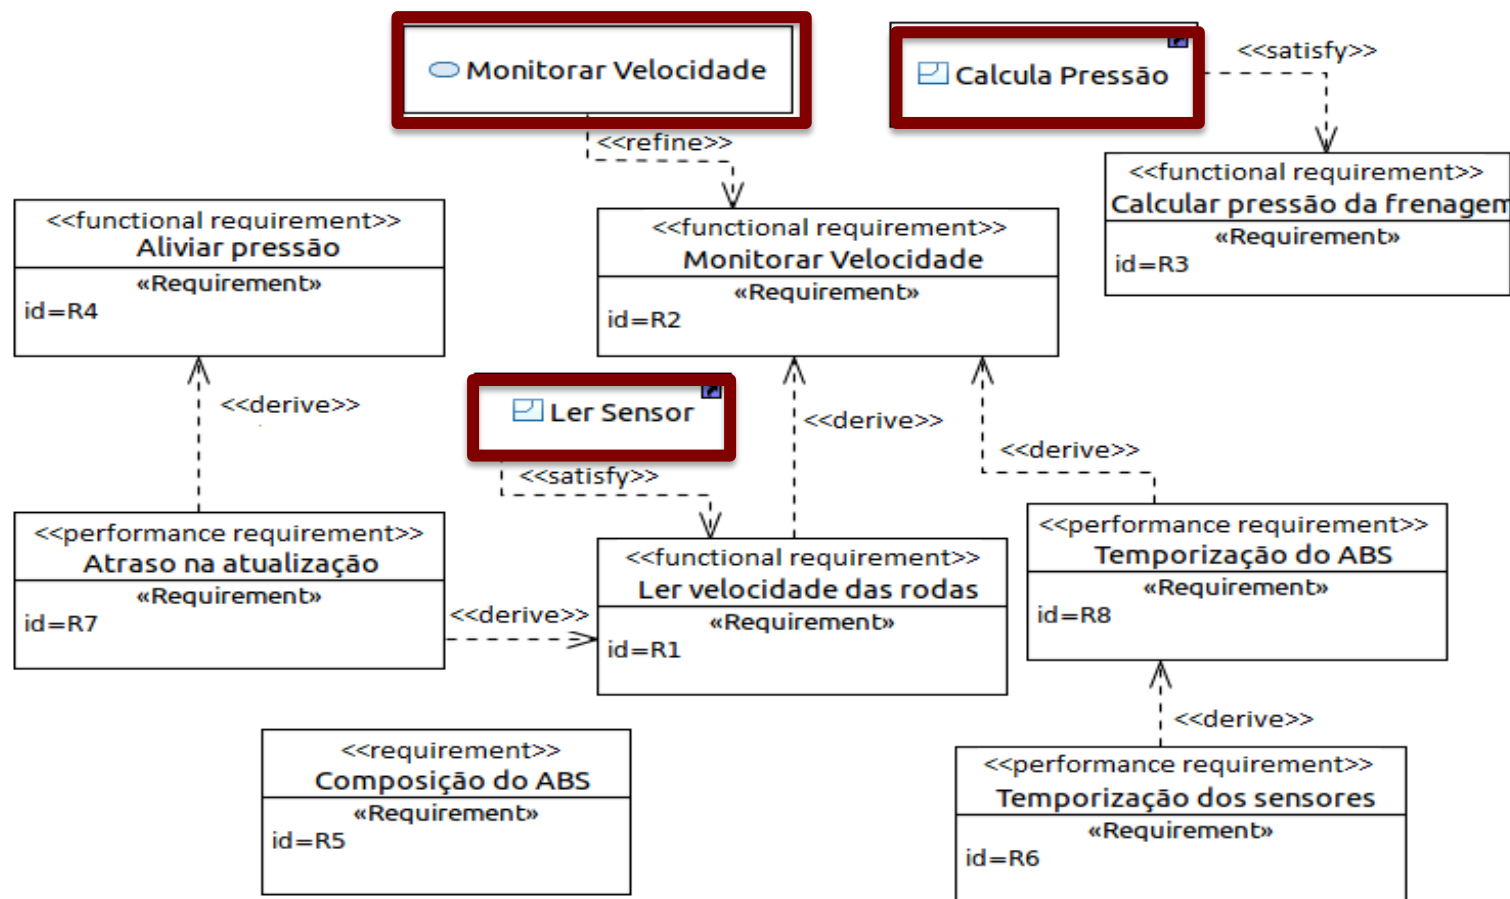 Monitorar Velocidade
Calcula Pressão
<<satisfy>>
<<refine>>
<<functional requirement>>
Calcular pressão da frenagem
«Requirement»
id=R3
<<functional requirement>>
Aliviar pressão
«Requirement»
id=R4
<<functional requirement>>
Monitorar Velocidade
«Requirement»
id=R2
<<derive>>
Ler Sensor
<<derive>>
<<derive>>
<<satisfy>>
<<performance requirement>>
Atraso na atualização
«Requirement»
id=R7
<<derive>>
<<functional requirement>>
Ler velocidade das rodas
«Requirement»
id=R1
<<performance requirement>>
Temporização do ABS
«Requirement»
id=R8
<<derive>>
<<requirement>>
Composição do ABS
«Requirement»
id=R5
<<performance requirement>>
Temporização dos sensores
«Requirement»
id=R6